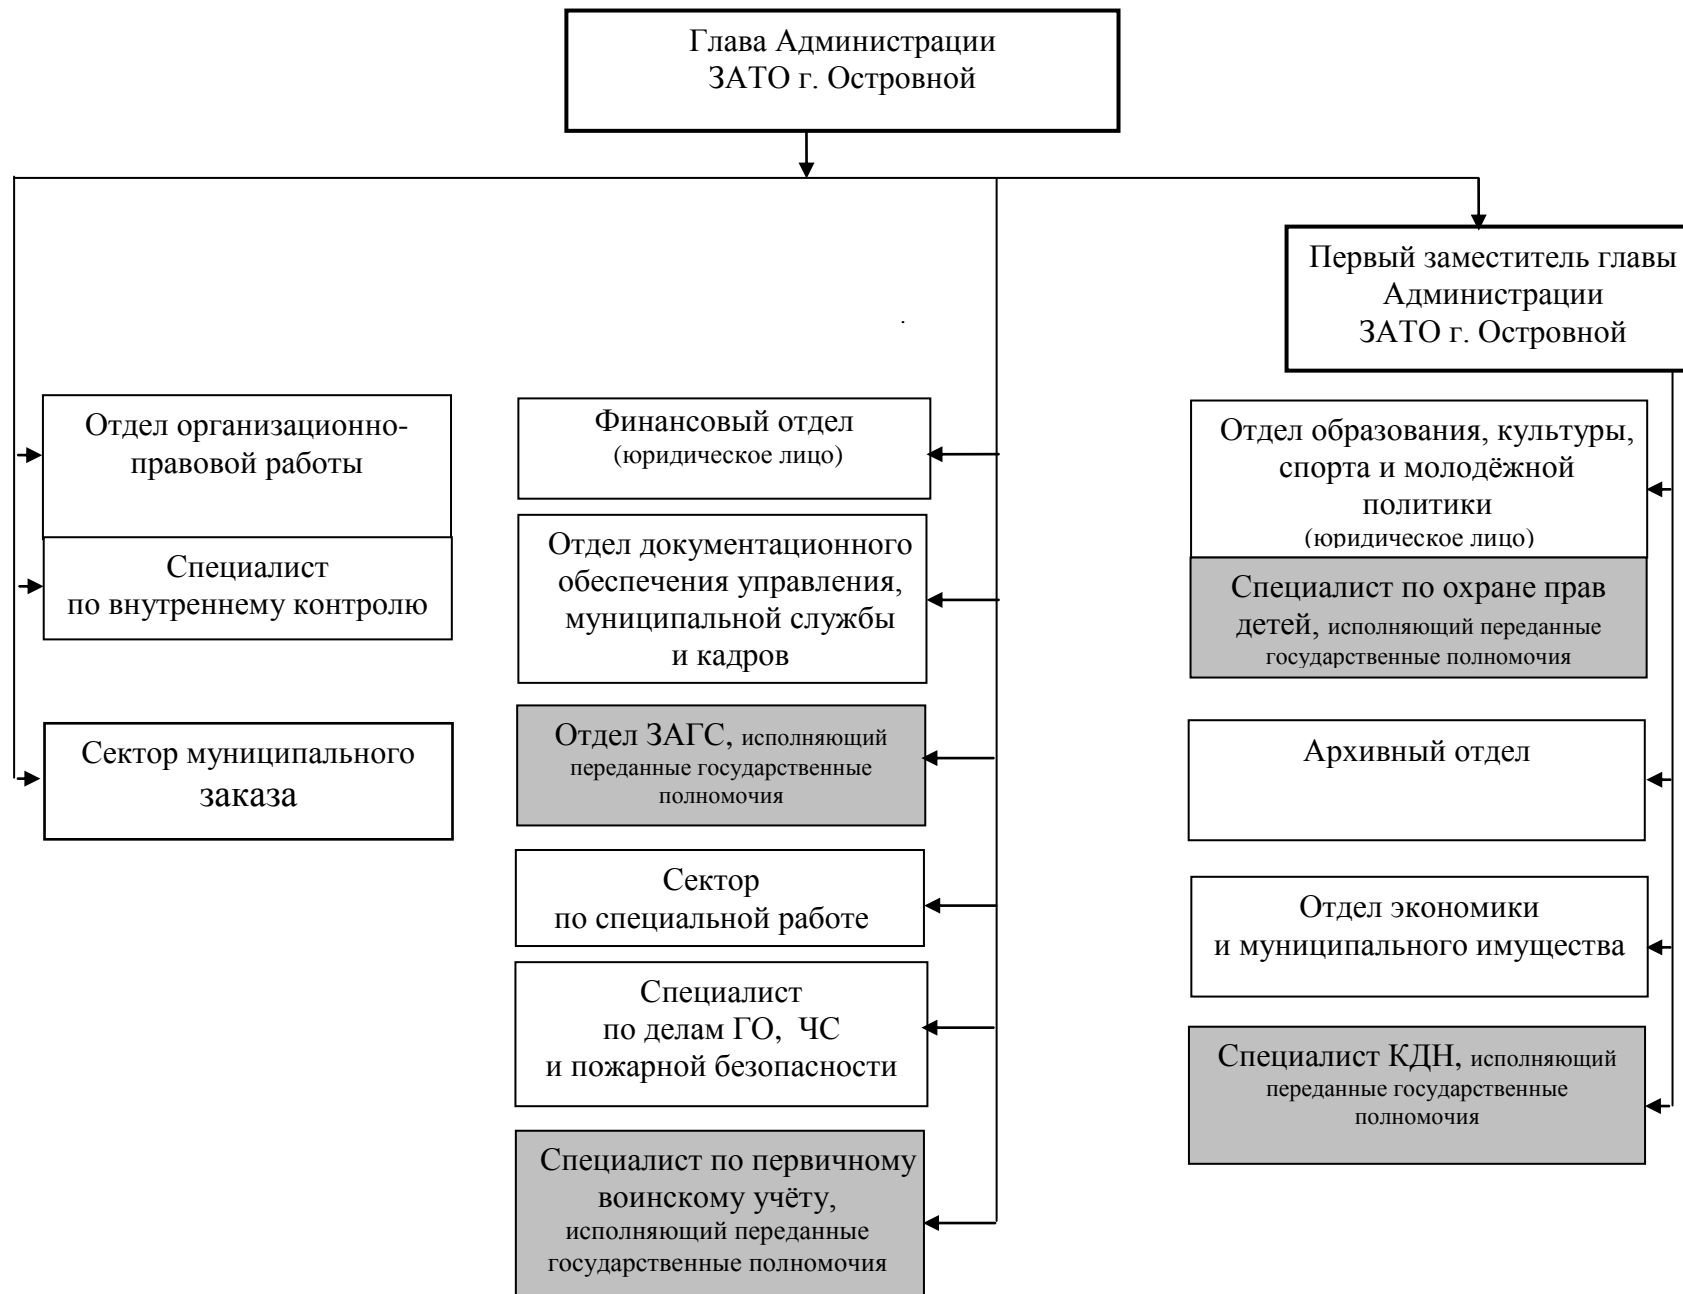 Глава Администрации
ЗАТО г. Островной
Первый заместитель главы
Администрации
ЗАТО г. Островной
Отдел организационно-
правовой работы
Специалист
по внутреннему контролю
Сектор муниципального
заказа
Финансовый отдел
(юридическое лицо)
Отдел документационного
обеспечения управления,
муниципальной службы
и кадров
Отдел ЗАГС, исполняющий
переданные государственные
полномочия
Сектор
по специальной работе
Специалист
по делам ГО, ЧС
и пожарной безопасности
Специалист по первичному
воинскому учёту,
исполняющий переданные
государственные полномочия
Отдел образования, культуры,
спорта и молодёжной
политики
(юридическое лицо)
Специалист по охране прав
детей, исполняющий переданные
государственные полномочия
Архивный отдел
Отдел экономики
и муниципального имущества
Специалист КДН, исполняющий
переданные государственные
полномочия